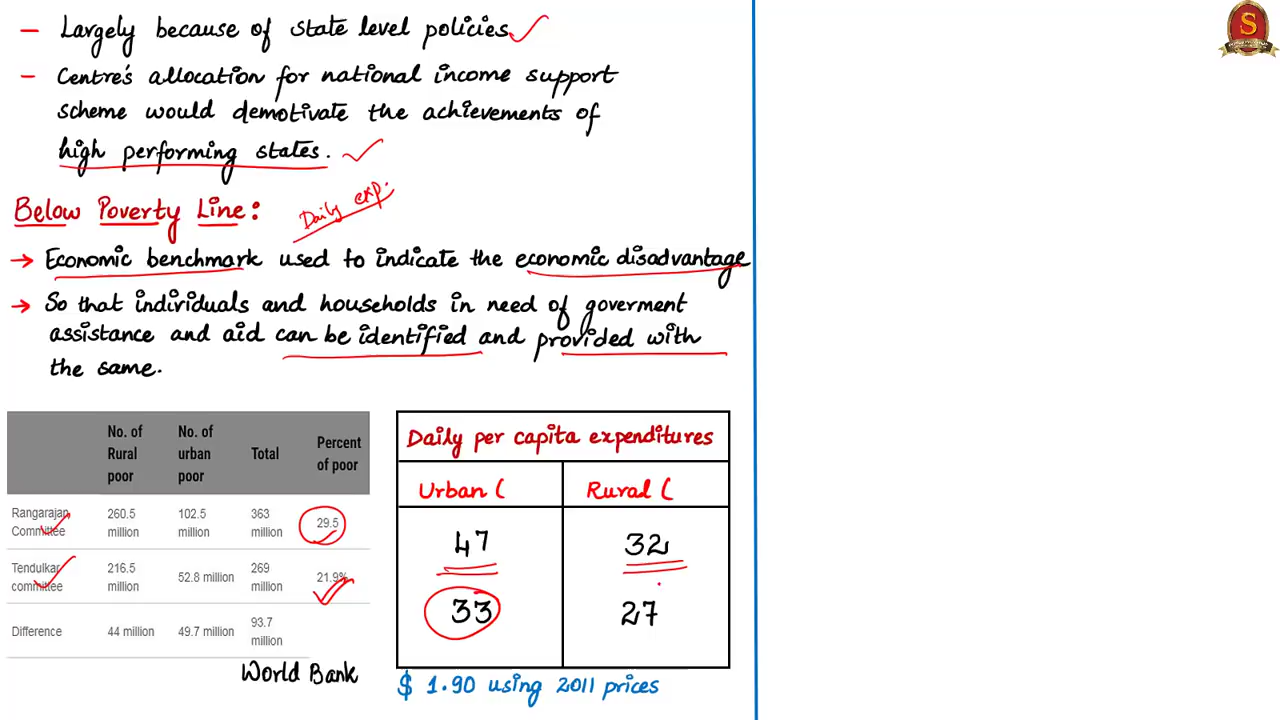 – Largely because of state level policies
– Centre's allocation for national income support
scheme would demotivate the achievements of
high performing states.
Below Poverty Line:
Daily exp.
→ Economic benchmark used to indicate the economic disadvantage
→ So that individuals and households in need of goverment
assistance and aid can be identified and provided with
the same.
No. of Rural poor No. of urban poor Total Percent of poor
Rangarajan Committee 260.5 million 102.5 million 363 million 29.5
Tendulkar committee 216.5 million 52.8 million 269 million 21.9%
Difference 44 million 49.7 million 93.7 million
World Bank
Daily per capita expenditures
Urban ( Rural (
47 32
33 27
$ 1.90 using 2011 prices
S